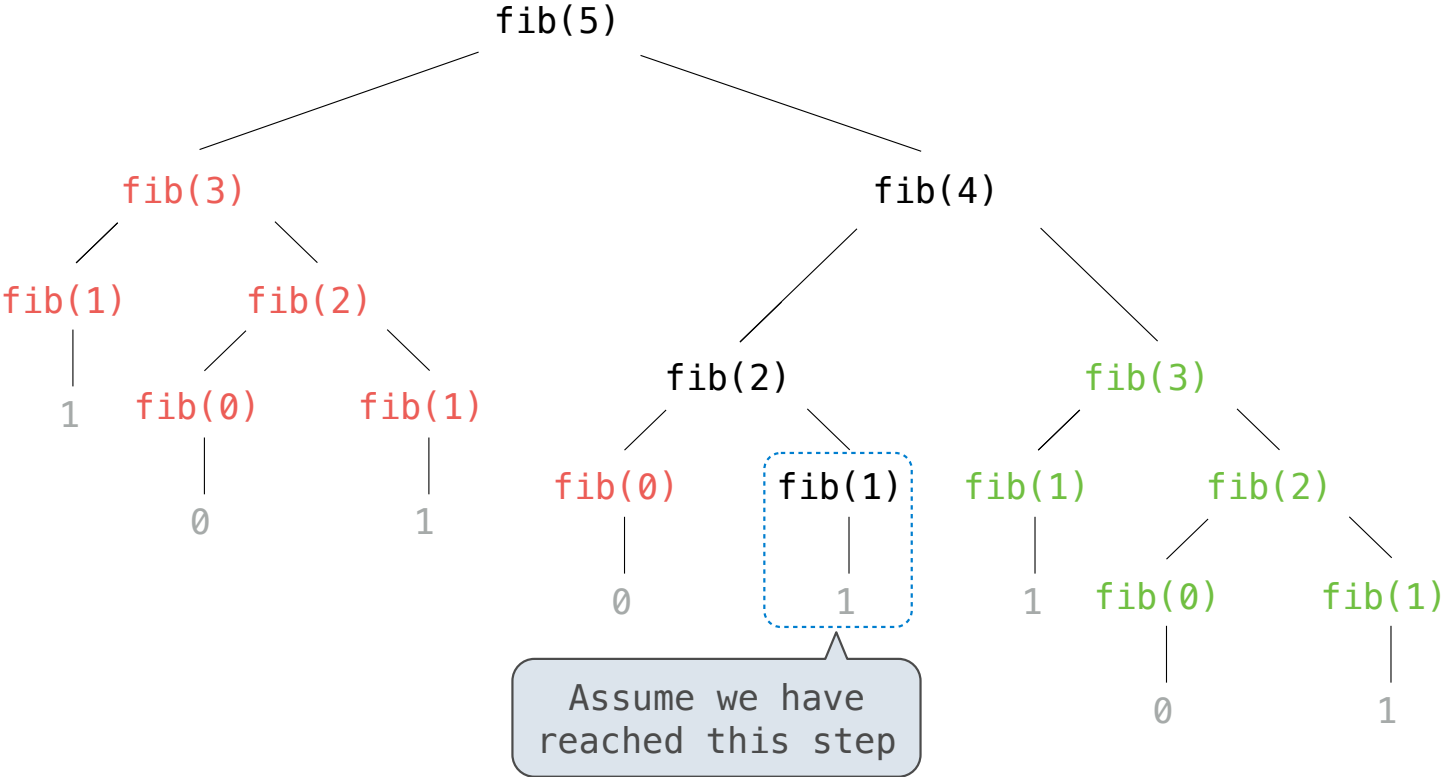 fib(5)
fib(3) fib(4)
fib(1) fib(2)
fib(2) fib(3)
1 fib(0) fib(1)
fib(0) fib(1) fib(1) fib(2)
0 1
0 1 1 fib(0) fib(1)
Assume we have
reached this step
0 1